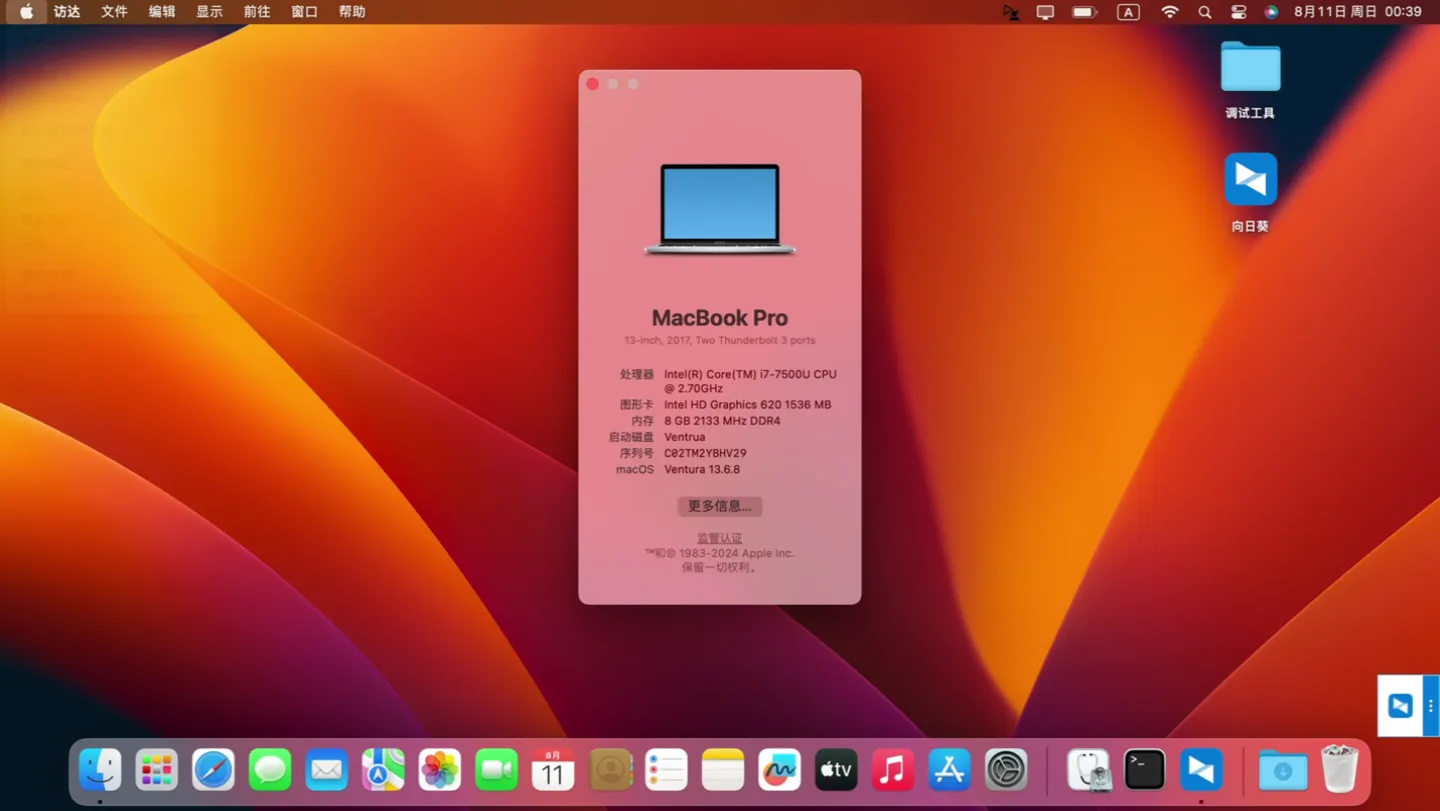 访达 文件 编辑 显示 前往 窗口 帮助 A 8月11日 周日 00:39
调试工具
向日葵
MacBook Pro
13-inch, 2017, Two Thunderbolt 3 ports
处理器 Intel(R) Core(TM) i7-7500U CPU
@ 2.70GHz
图形卡 Intel HD Graphics 620 1536 MB
内存 8 GB 2133 MHz DDR4
启动磁盘 Ventrua
序列号 C02TM2YBHV29
macOS Ventura 13.6.8
更多信息...
监管认证
™和© 1983-2024 Apple Inc.
保留一切权利。
8月
11
tv
>_